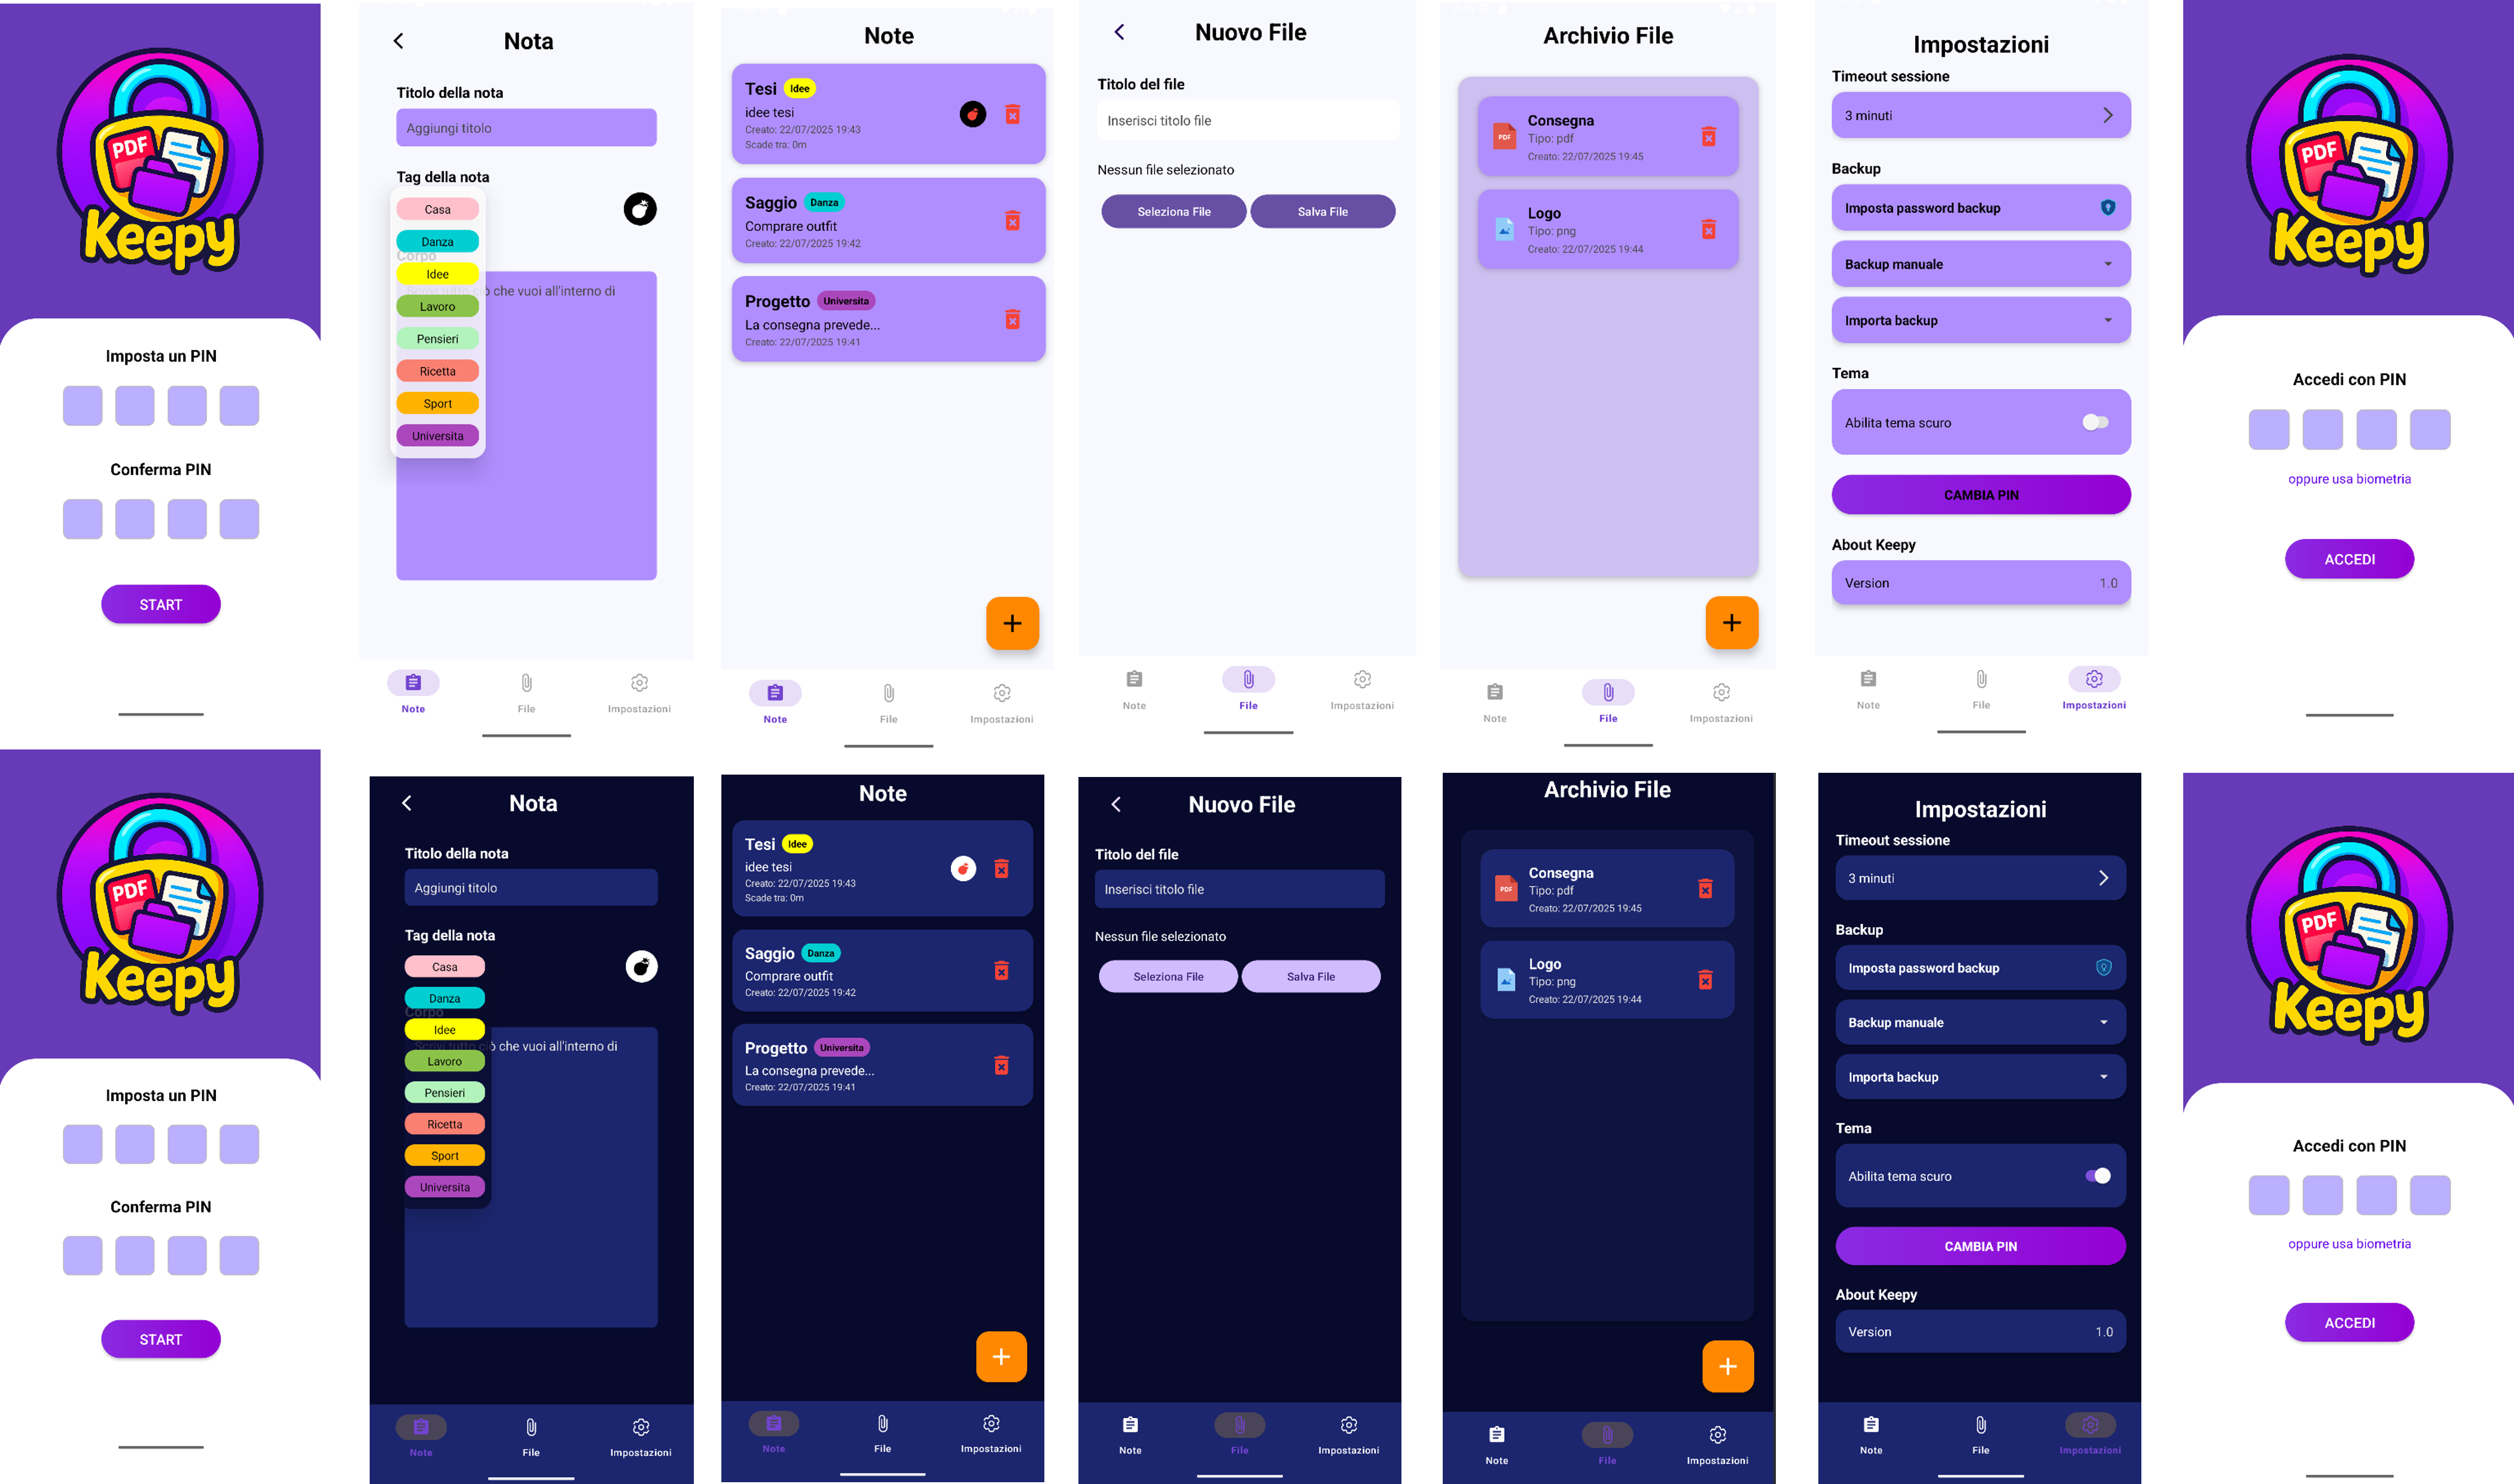 PDF
Keepy
Imposta un PIN
Conferma PIN
START
Nota
Titolo della nota
Aggiungi titolo
Tag della nota
Casa
Danza
Corpo
Idee
Scrivi tutto ciò che vuoi all'interno di
Lavoro
Pensieri
Ricetta
Sport
Universita
Note
File
Impostazioni
Note
Tesi Idee
idee tesi
Creato: 22/07/2025 19:43
Scade tra: 0m
Saggio Danza
Comprare outfit
Creato: 22/07/2025 19:42
Progetto Universita
La consegna prevede...
Creato: 22/07/2025 19:41
+
Note
File
Impostazioni
Nuovo File
Titolo del file
Inserisci titolo file
Nessun file selezionato
Seleziona File
Salva File
Note
File
Impostazioni
Archivio File
PDF
Consegna
Tipo: pdf
Creato: 22/07/2025 19:45
Logo
Tipo: png
Creato: 22/07/2025 19:44
+
Note
File
Impostazioni
Impostazioni
Timeout sessione
3 minuti
Backup
Imposta password backup
Backup manuale
Importa backup
Tema
Abilita tema scuro
CAMBIA PIN
About Keepy
Version 1.0
Note
File
Impostazioni
PDF
Keepy
Accedi con PIN
oppure usa biometria
ACCEDI
PDF
Keepy
Imposta un PIN
Conferma PIN
START
Nota
Titolo della nota
Aggiungi titolo
Tag della nota
Casa
Danza
Corpo
Idee
Scrivi tutto ciò che vuoi all'interno di
Lavoro
Pensieri
Ricetta
Sport
Universita
Note
File
Impostazioni
Note
Tesi Idee
idee tesi
Creato: 22/07/2025 19:43
Scade tra: 0m
Saggio Danza
Comprare outfit
Creato: 22/07/2025 19:42
Progetto Universita
La consegna prevede...
Creato: 22/07/2025 19:41
+
Note
File
Impostazioni
Nuovo File
Titolo del file
Inserisci titolo file
Nessun file selezionato
Seleziona File
Salva File
Note
File
Impostazioni
Archivio File
PDF
Consegna
Tipo: pdf
Creato: 22/07/2025 19:45
Logo
Tipo: png
Creato: 22/07/2025 19:44
+
Note
File
Impostazioni
Impostazioni
Timeout sessione
3 minuti
Backup
Imposta password backup
Backup manuale
Importa backup
Tema
Abilita tema scuro
CAMBIA PIN
About Keepy
Version 1.0
Note
File
Impostazioni
PDF
Keepy
Accedi con PIN
oppure usa biometria
ACCEDI